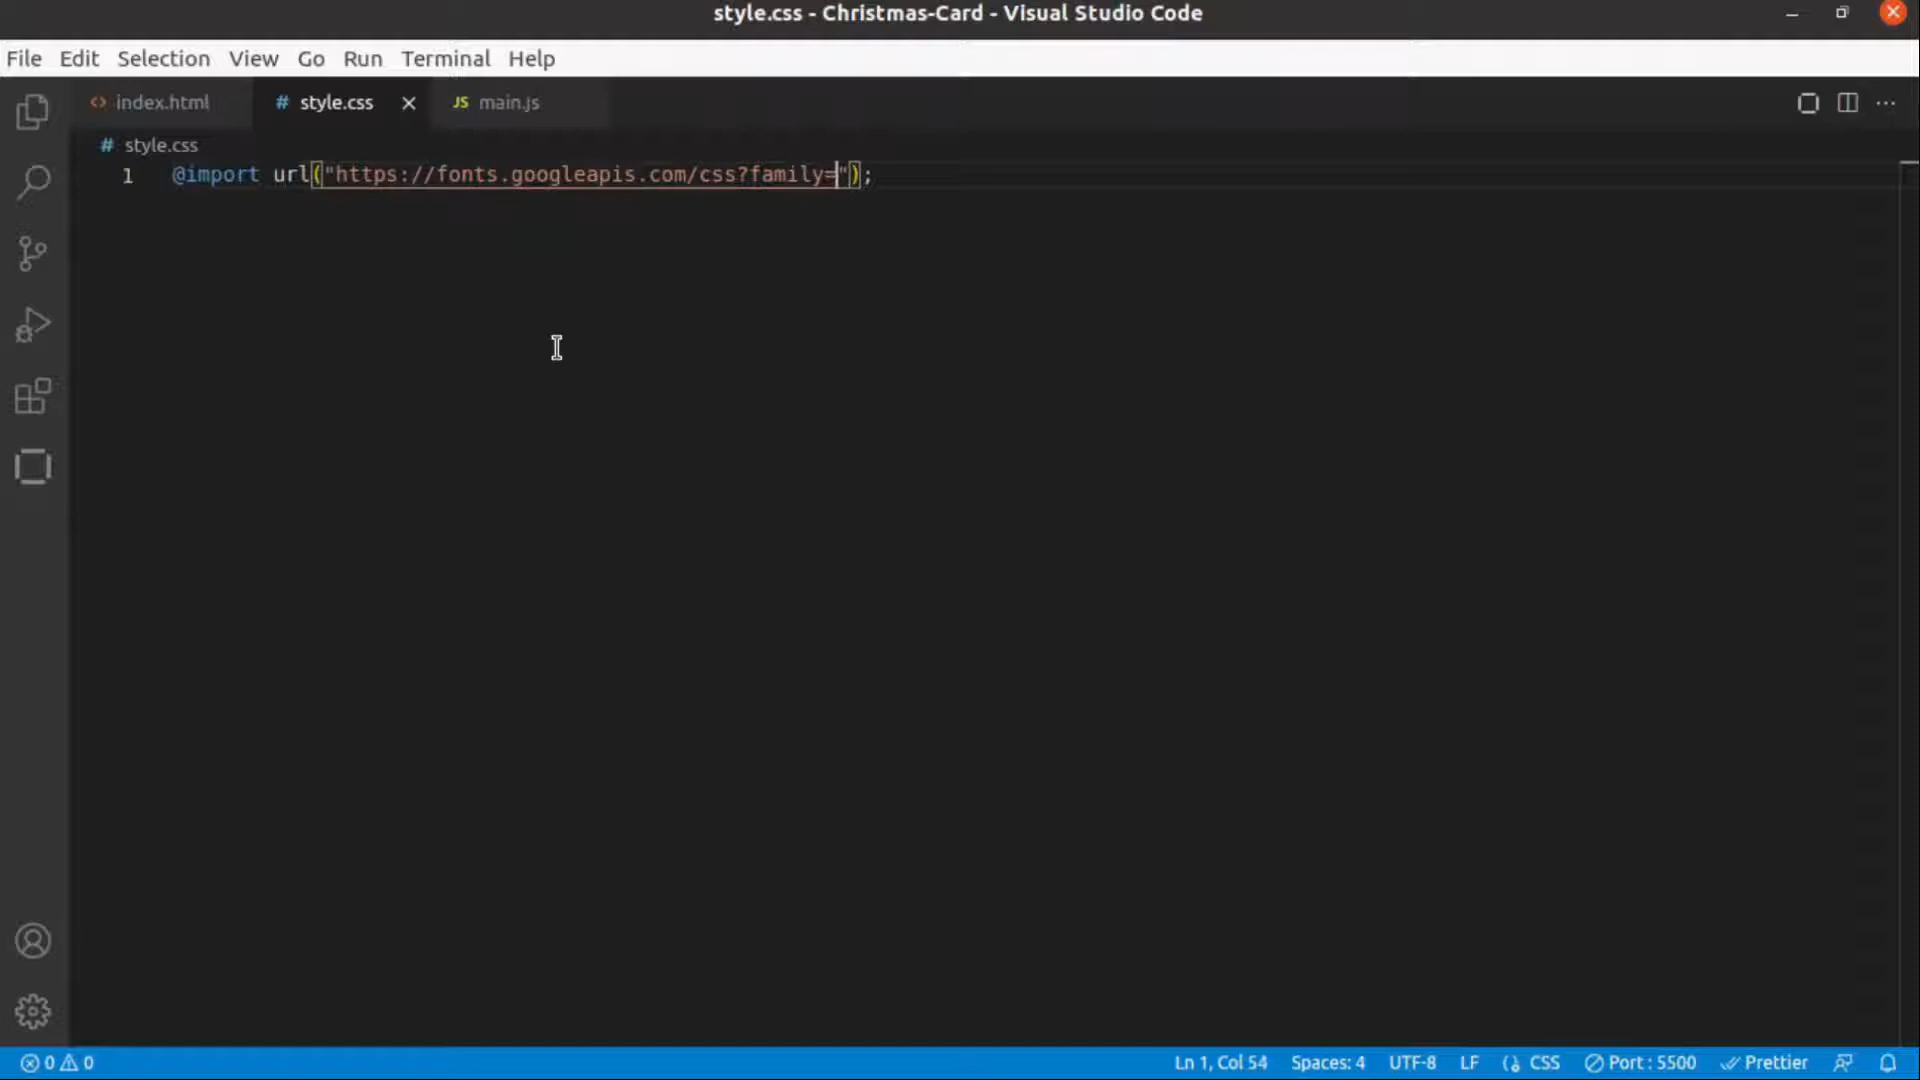 style.css - Christmas-Card - Visual Studio Code
File Edit Selection View Go Run Terminal Help
<> index.html # style.css JS main.js
# style.css
1 @import url("https://fonts.googleapis.com/css?family=");
0 0 Ln 1, Col 54 Spaces: 4 UTF-8 LF CSS Port : 5500 Prettier